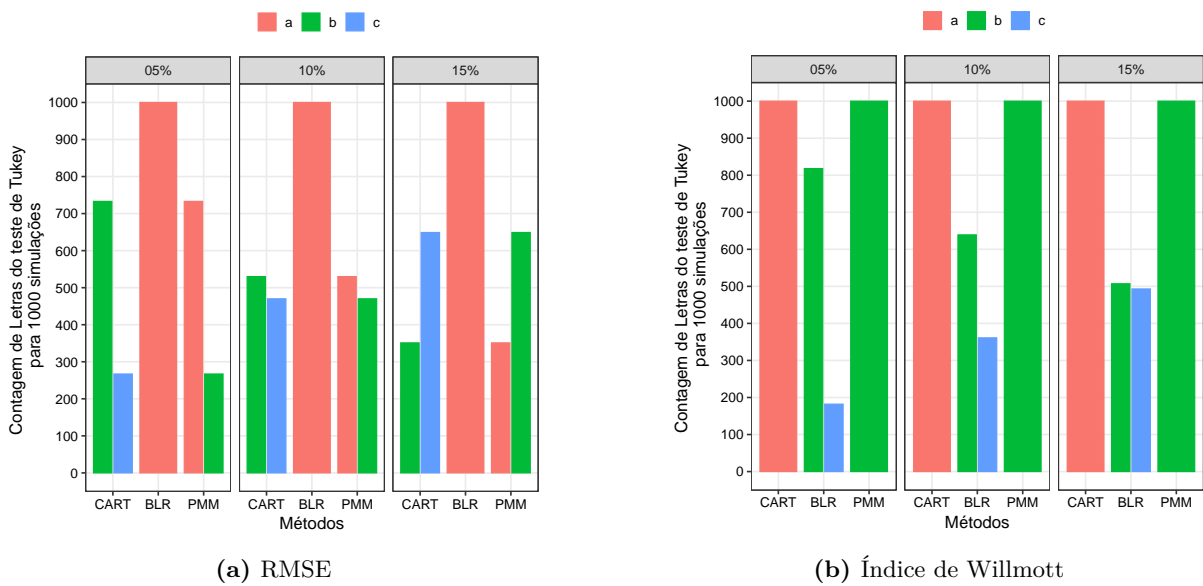 a b c
05% 10% 15%
Contagem de Letras do teste de Tukey
para 1000 simulações
1000
900
800
700
600
500
400
300
200
100
0
CART BLR PMM CART BLR PMM CART BLR PMM
Métodos
(a) RMSE
a b c
05% 10% 15%
Contagem de Letras do teste de Tukey
para 1000 simulações
1000
900
800
700
600
500
400
300
200
100
0
CART BLR PMM CART BLR PMM CART BLR PMM
Métodos
(b) Índice de Willmott